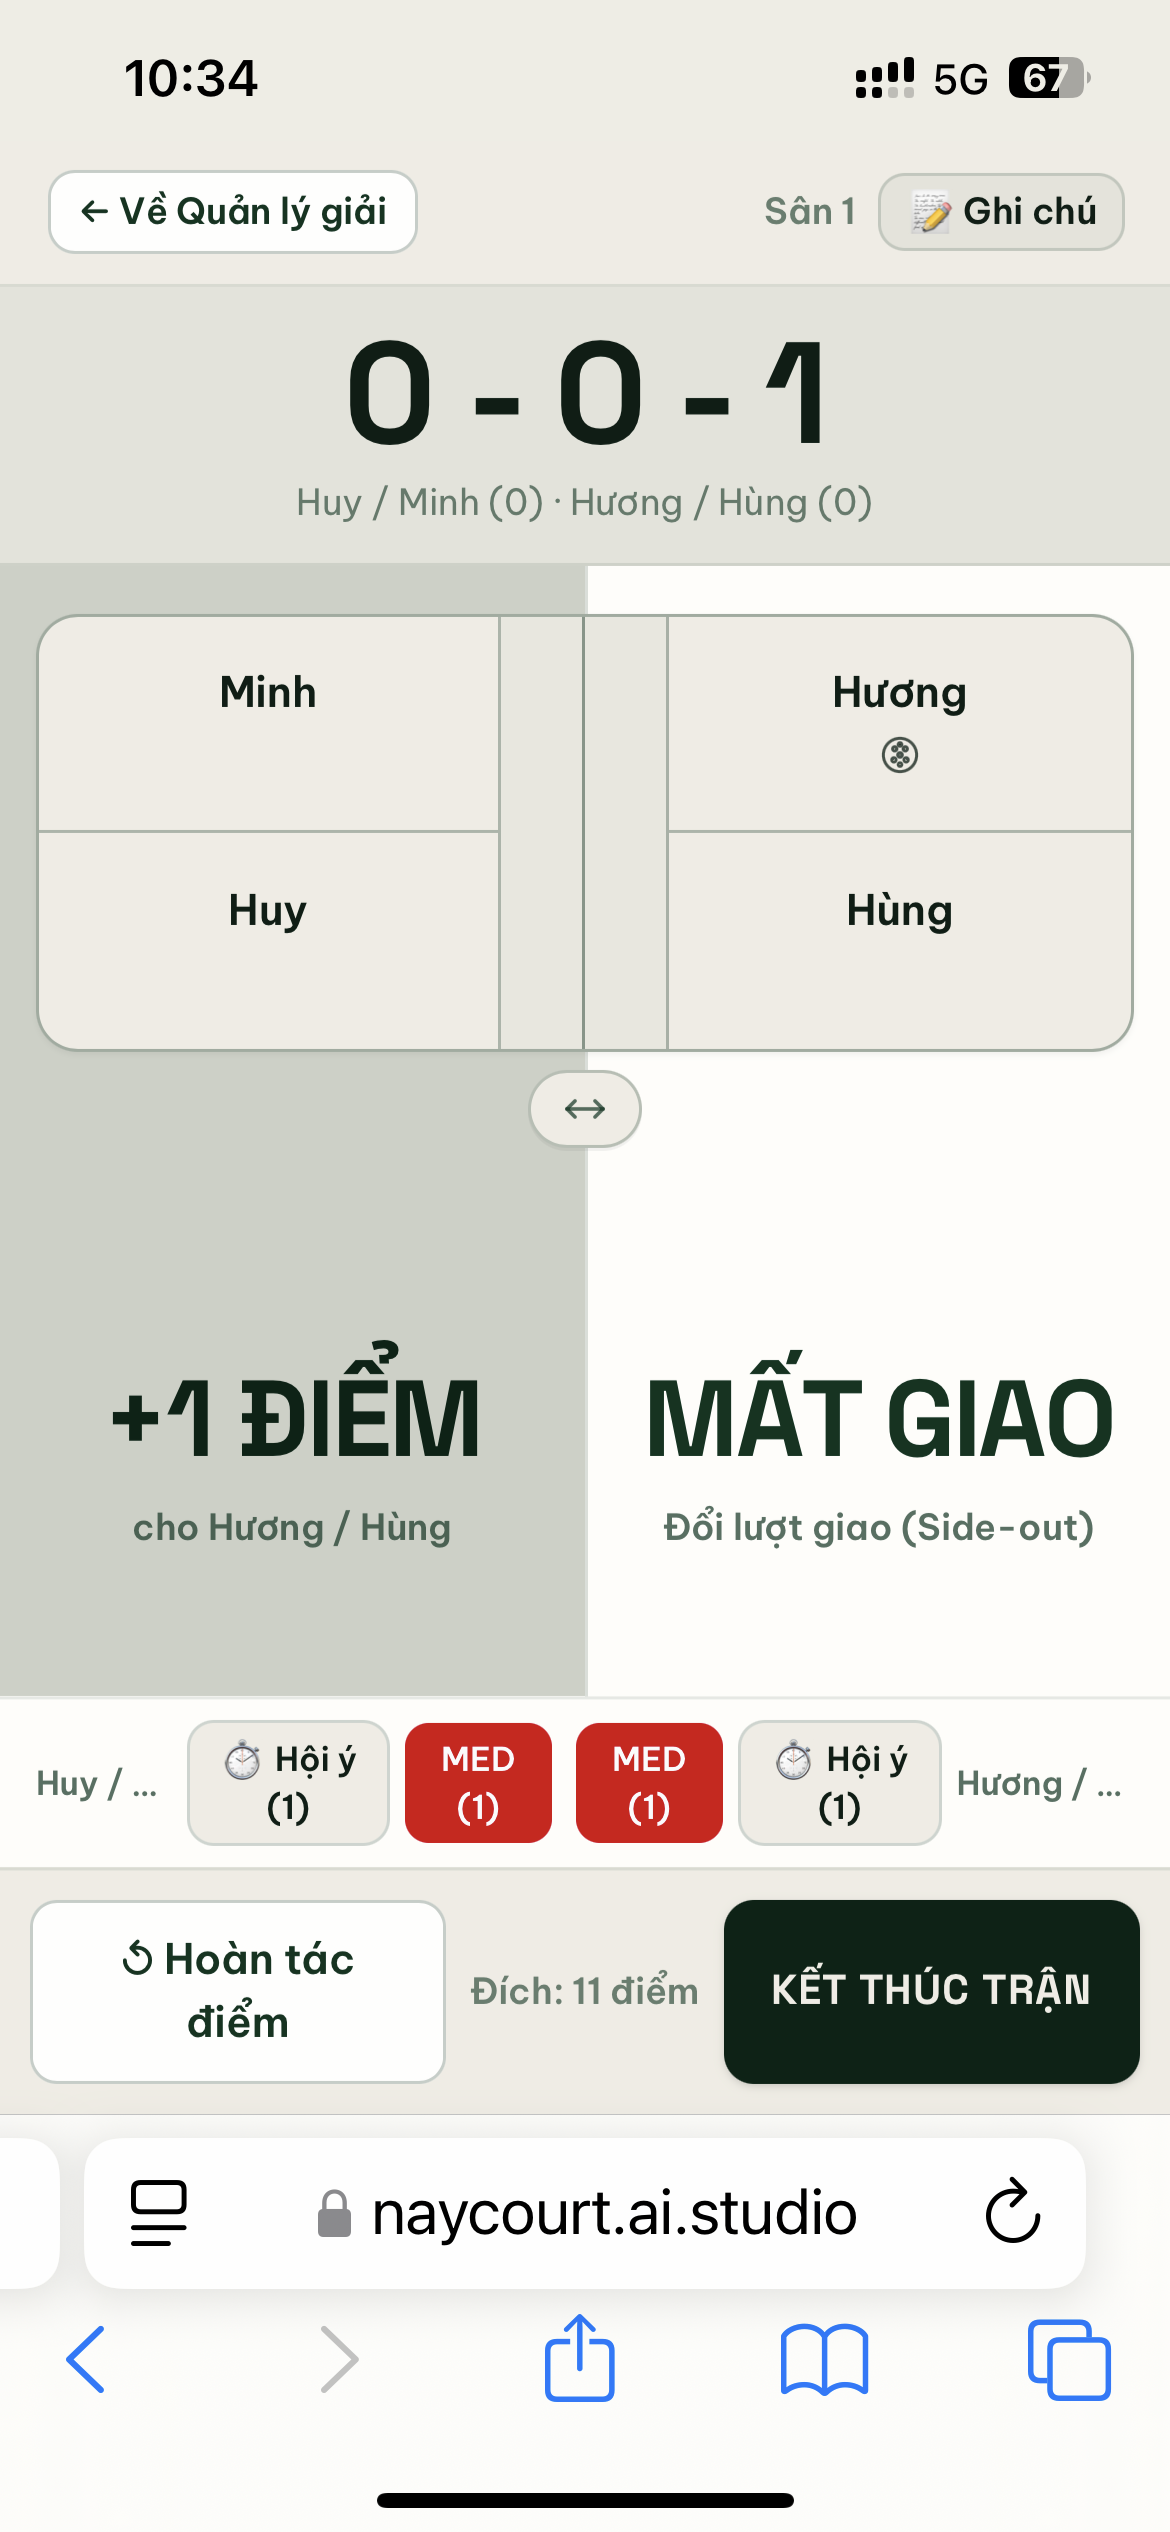 10:34
5G 67
← Về Quản lý giải
Sân 1
Ghi chú
0 - 0 - 1
Huy / Minh (0) · Hương / Hùng (0)
Minh
Hương
Huy
Hùng
↔
+1 ĐIỂM
cho Hương / Hùng
MẤT GIAO
Đổi lượt giao (Side-out)
Huy / ...
Hội ý
(1)
MED
(1)
MED
(1)
Hội ý
(1)
Hương / ...
Hoàn tác
điểm
Đích: 11 điểm
KẾT THÚC TRẬN
naycourt.ai.studio